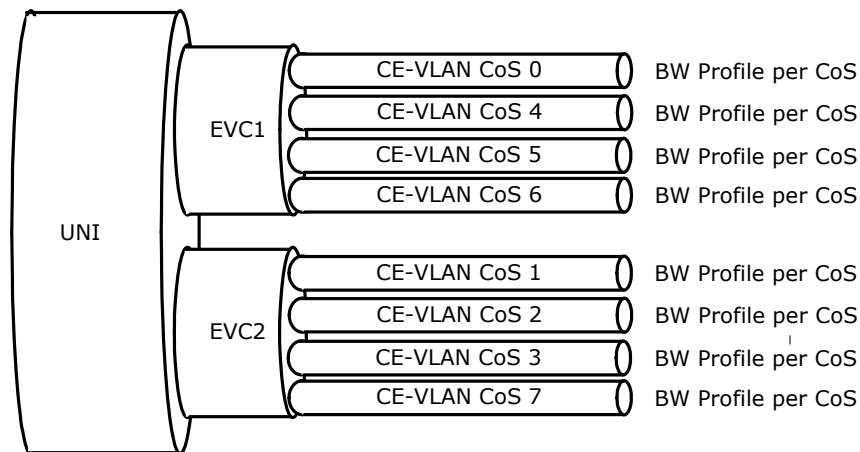 CE-VLAN CoS 0 BW Profile per CoS
CE-VLAN CoS 4 BW Profile per CoS
EVC1
CE-VLAN CoS 5 BW Profile per CoS
CE-VLAN CoS 6 BW Profile per CoS
UNI
CE-VLAN CoS 1 BW Profile per CoS
CE-VLAN CoS 2 BW Profile per CoS
EVC2
CE-VLAN CoS 3 BW Profile per CoS
CE-VLAN CoS 7 BW Profile per CoS